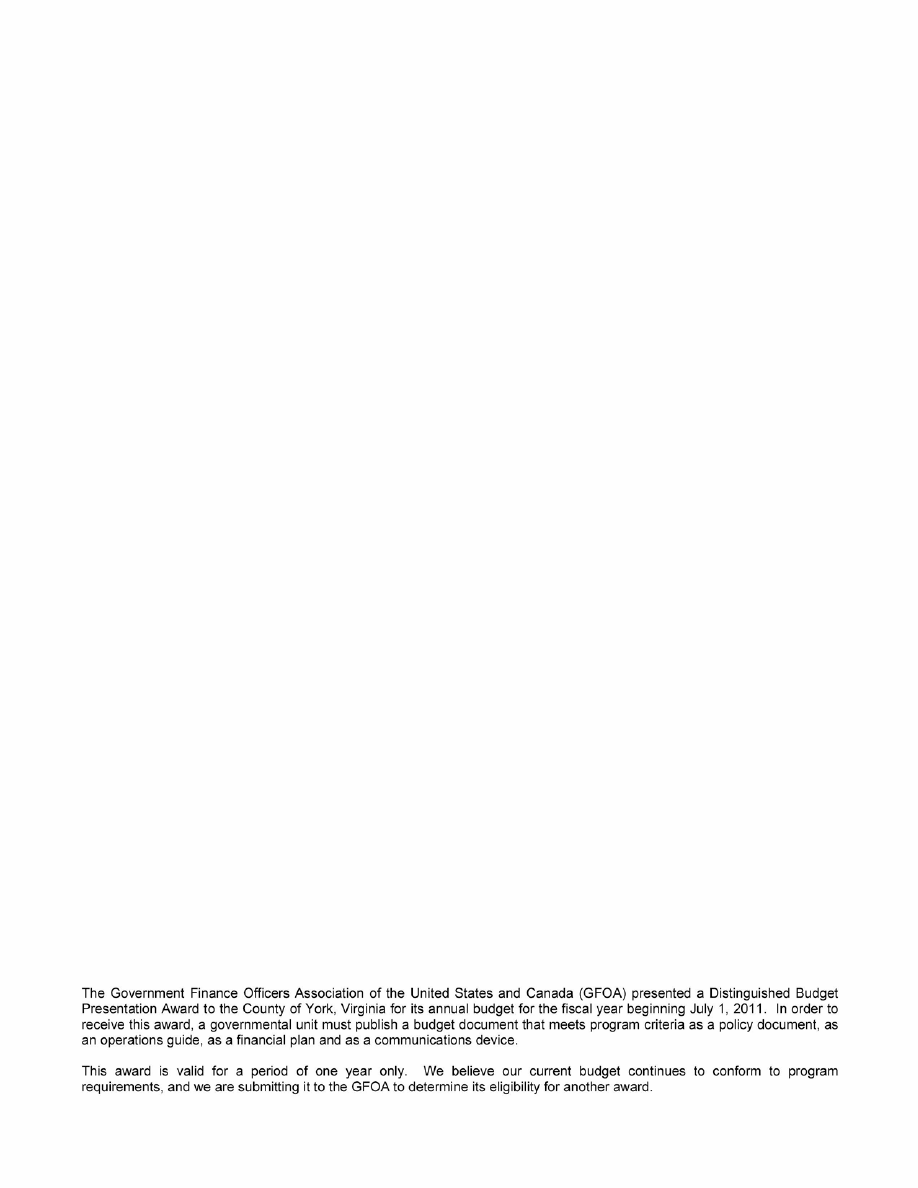 The Government Finance Officers Association of the United States and Canada (GFOA) presented a Distinguished Budget
Presentation Award to the County of York, Virginia for its annual budget for the fiscal year beginning July 1, 2011.  In order to
receive this award, a governmental unit must publish a budget document that meets program criteria as a policy document, as
an operations guide, as a financial plan and as a communications device.
This award is valid for a period of one year only.  We believe our current budget continues to conform to program
requirements, and we are submitting it to the GFOA to determine its eligibility for another award.